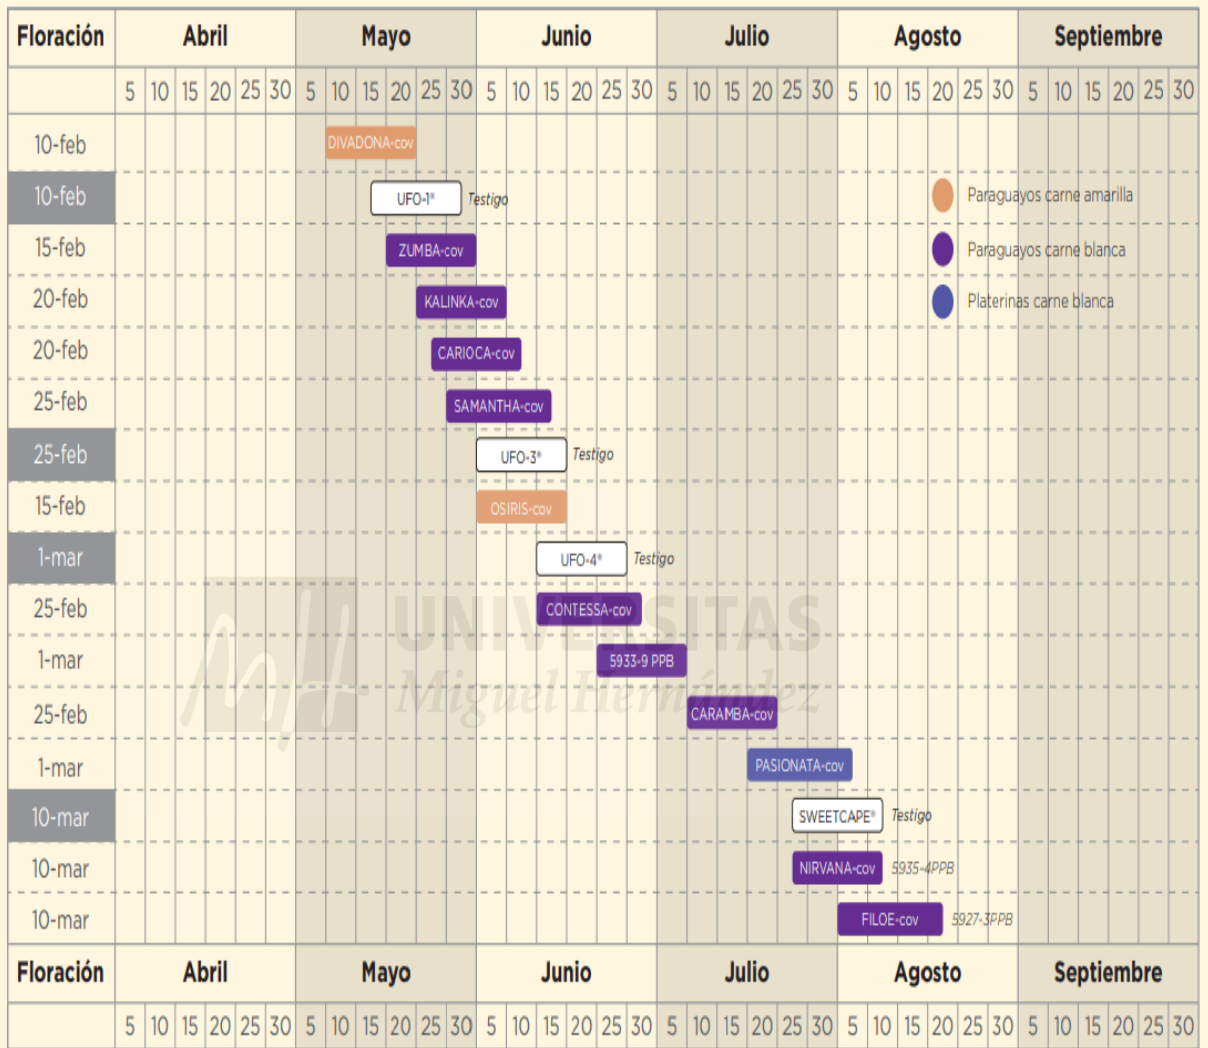 Floración Abril Mayo Junio Julio Agosto Septiembre
5 10 15 20 25 30 5 10 15 20 25 30 5 10 15 20 25 30 5 10 15 20 25 30 5 10 15 20 25 30 5 10 15 20 25 30
10-feb DIVADONA-cov
10-feb UFO-1® Testigo Paraguayos carne amarilla
15-feb ZUMBA-cov Paraguayos carne blanca
20-feb KALINKA-cov Platerinas carne blanca
20-feb CARIOCA-cov
25-feb SAMANTHA-cov
25-feb UFO-3® Testigo
15-feb OSIRIS-cov
1-mar UFO-4® Testigo
25-feb CONTESSA-cov
UNIVERSITAS
1-mar 5933-9 PPB
Miguel Hernández
25-feb CARAMBA-cov
1-mar PASIONATA-cov
10-mar SWEETCAPE® Testigo
10-mar NIRVANA-cov 5935-4PPB
10-mar FILOE-cov 5927-3PPB
Floración Abril Mayo Junio Julio Agosto Septiembre
5 10 15 20 25 30 5 10 15 20 25 30 5 10 15 20 25 30 5 10 15 20 25 30 5 10 15 20 25 30 5 10 15 20 25 30